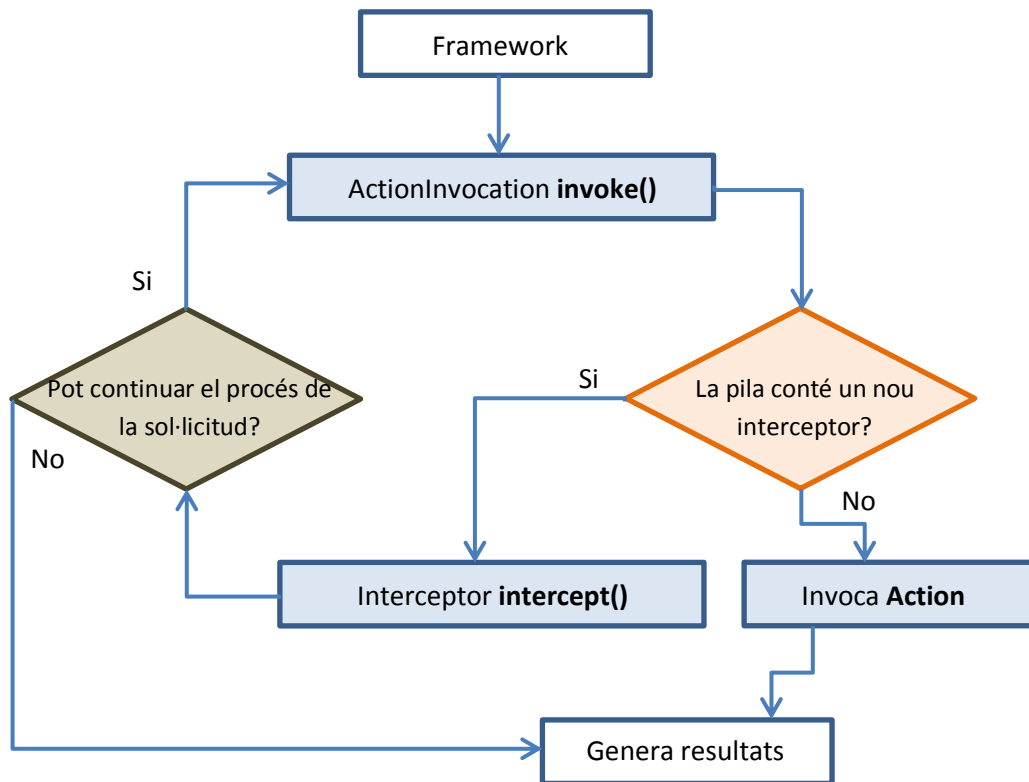 Framework
ActionInvocation invoke()
Si
Pot continuar el procés de
la sol·licitud?
No
Si
La pila conté un nou
interceptor?
No
Interceptor intercept()
Invoca Action
Genera resultats